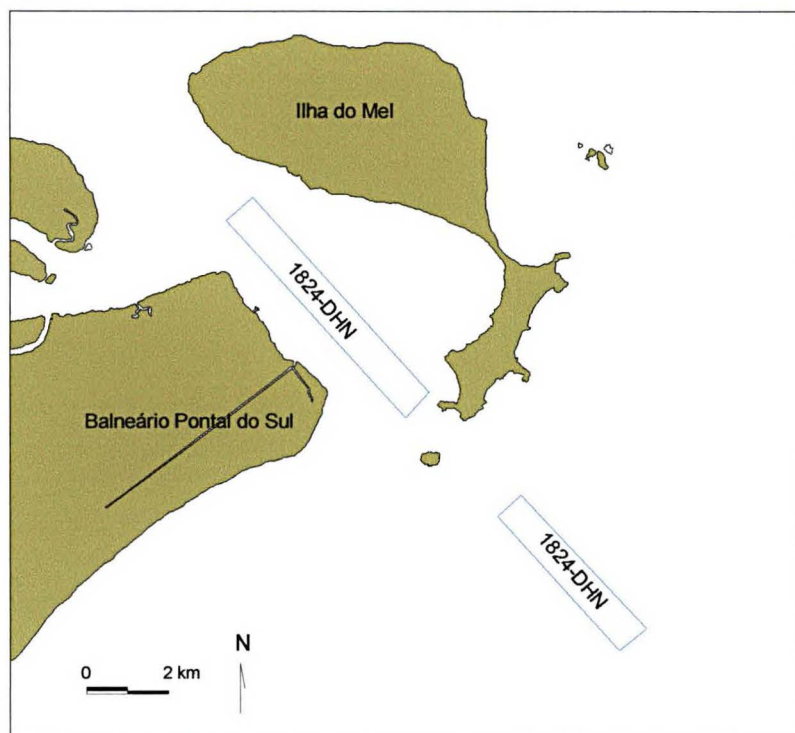 Ilha do Mel
1824-DHN
Balneário Pontal do Sul
1824-DHN
N
0 2 km